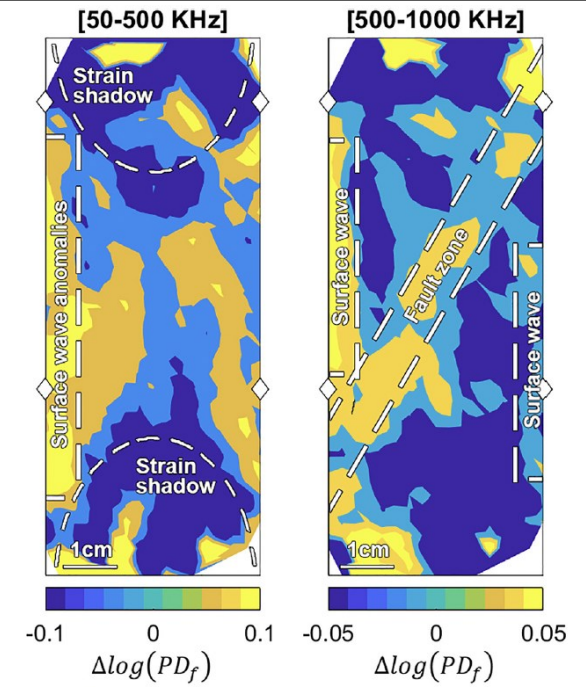 [50-500 KHz]
[500-1000 KHz]
Strain
shadow
Surface wave anomalies
Strain
shadow
1cm
Surface wave
Fault zone
Surface wave
1cm
-0.1 0 0.1
-0.05 0 0.05
Δlog(PD_f)
Δlog(PD_f)